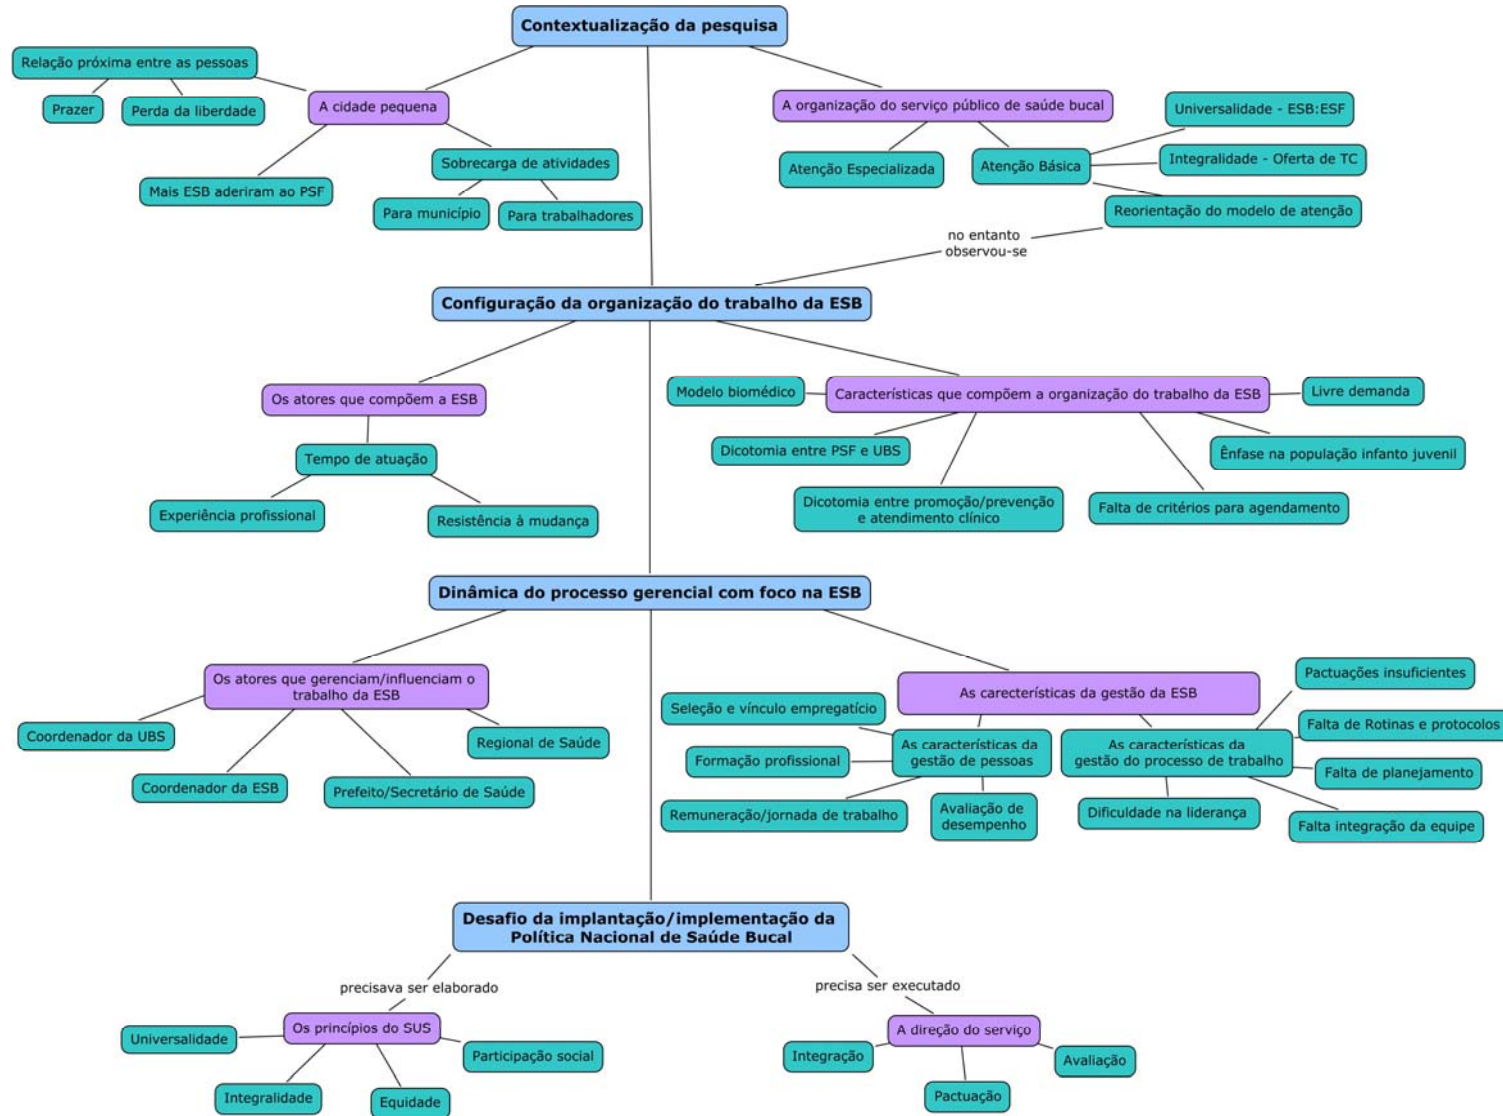 Contextualização da pesquisa
Relação próxima entre as pessoas
Prazer
Perda da liberdade
A cidade pequena
Mais ESB aderiram ao PSF
Sobrecarga de atividades
Para município
Para trabalhadores
A organização do serviço público de saúde bucal
Atenção Especializada
Atenção Básica
Universalidade - ESB:ESF
Integralidade - Oferta de TC
Reorientação do modelo de atenção
no entanto
observou-se
Configuração da organização do trabalho da ESB
Os atores que compõem a ESB
Tempo de atuação
Experiência profissional
Resistência à mudança
Modelo biomédico
Características que compõem a organização do trabalho da ESB
Livre demanda
Dicotomia entre PSF e UBS
Ênfase na população infanto juvenil
Dicotomia entre promoção/prevenção
e atendimento clínico
Falta de critérios para agendamento
Dinâmica do processo gerencial com foco na ESB
Os atores que gerenciam/influenciam o
trabalho da ESB
Coordenador da UBS
Coordenador da ESB
Prefeito/Secretário de Saúde
Regional de Saúde
As carecterísticas da gestão da ESB
Seleção e vínculo empregatício
Formação profissional
Remuneração/jornada de trabalho
As características da
gestão de pessoas
Avaliação de
desempenho
As características da
gestão do processo de trabalho
Dificuldade na liderança
Pactuações insuficientes
Falta de Rotinas e protocolos
Falta de planejamento
Falta integração da equipe
Desafio da implantação/implementação da
Política Nacional de Saúde Bucal
precisava ser elaborado
Os princípios do SUS
Universalidade
Integralidade
Equidade
Participação social
precisa ser executado
A direção do serviço
Integração
Pactuação
Avaliação